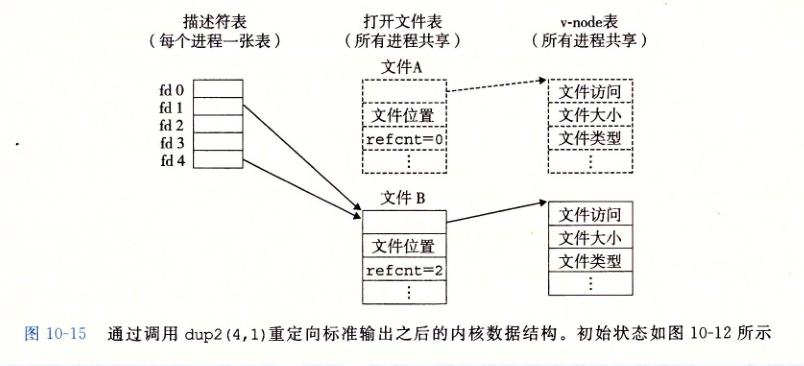 描述符表
（每个进程一张表）
打开文件表
（所有进程共享）
v-node表
（所有进程共享）
fd 0
fd 1
fd 2
fd 3
fd 4
文件A
文件位置
refcnt=0
⋮
文件访问
文件大小
文件类型
⋮
文件 B
文件位置
refcnt=2
⋮
文件访问
文件大小
文件类型
⋮
图 10-15 通过调用 dup2(4,1)重定向标准输出之后的内核数据结构。初始状态如图 10-12 所示